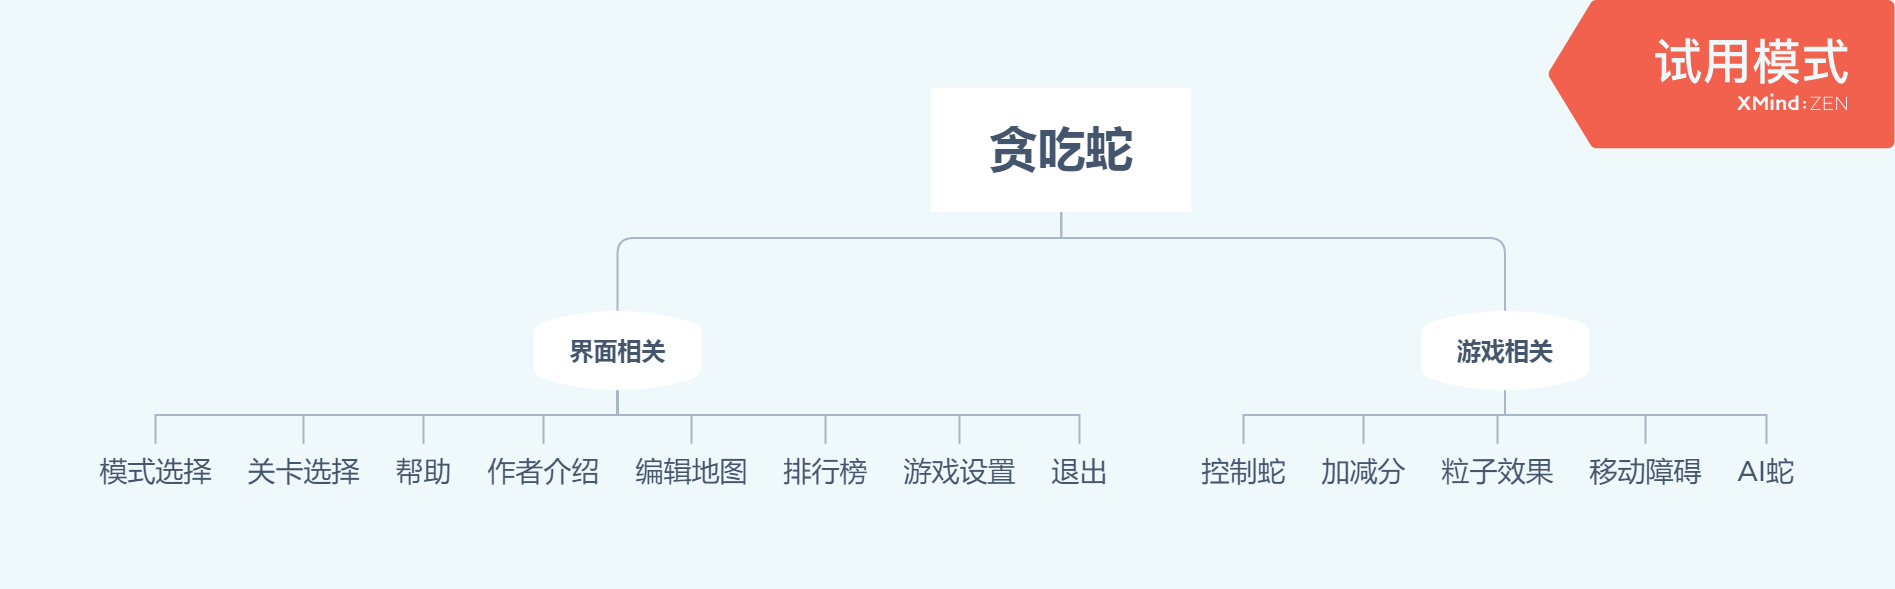 试用模式
XMind:ZEN
贪吃蛇
界面相关
游戏相关
模式选择
关卡选择
帮助
作者介绍
编辑地图
排行榜
游戏设置
退出
控制蛇
加减分
粒子效果
移动障碍
AI蛇